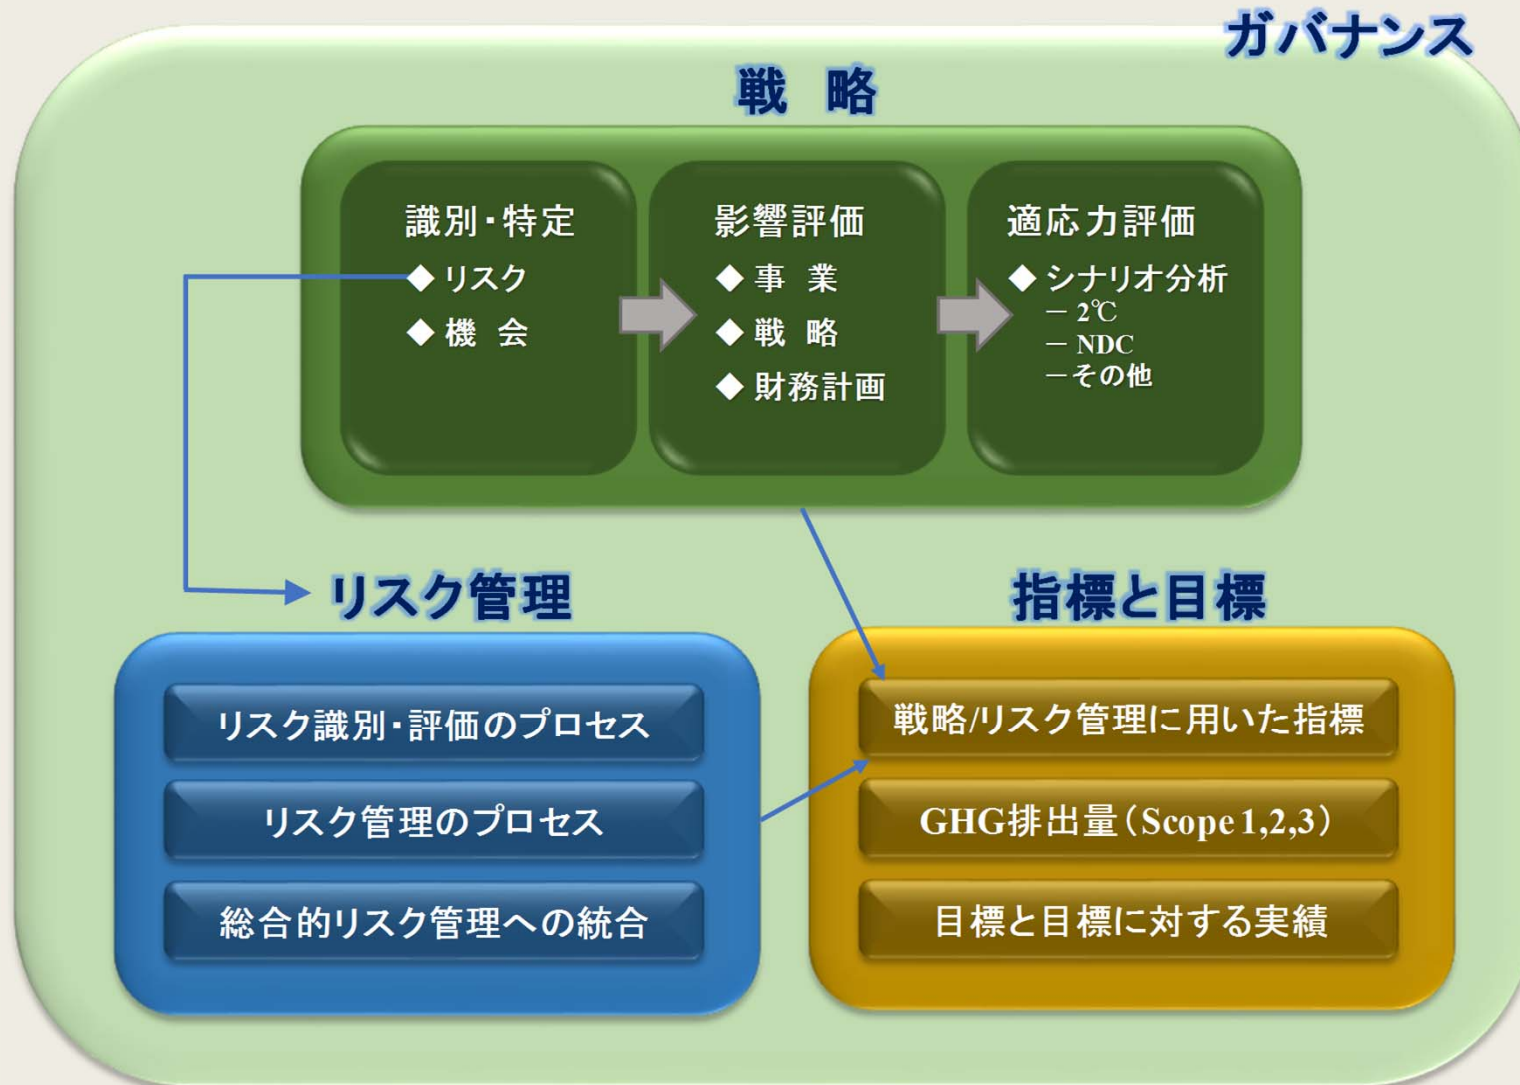 ガバナンス
戦 略
識別・特定
◆ リスク
◆ 機 会
影響評価
◆ 事 業
◆ 戦 略
◆ 財務計画
適応力評価
◆ シナリオ分析
－ 2℃
－ NDC
－その他
リスク管理
リスク識別・評価のプロセス
リスク管理のプロセス
総合的リスク管理への統合
指標と目標
戦略/リスク管理に用いた指標
GHG排出量（Scope 1,2,3）
目標と目標に対する実績